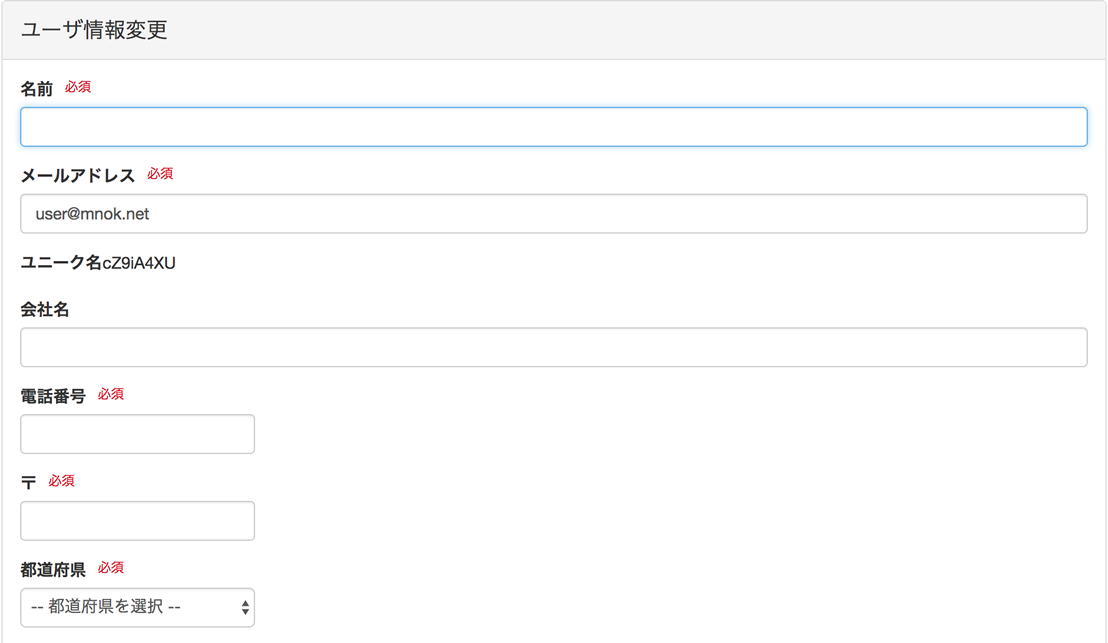 ユーザ情報変更
名前 必須
メールアドレス 必須
user@mnok.net
ユニーク名cZ9iA4XU
会社名
電話番号 必須
〒 必須
都道府県 必須
-- 都道府県を選択 --